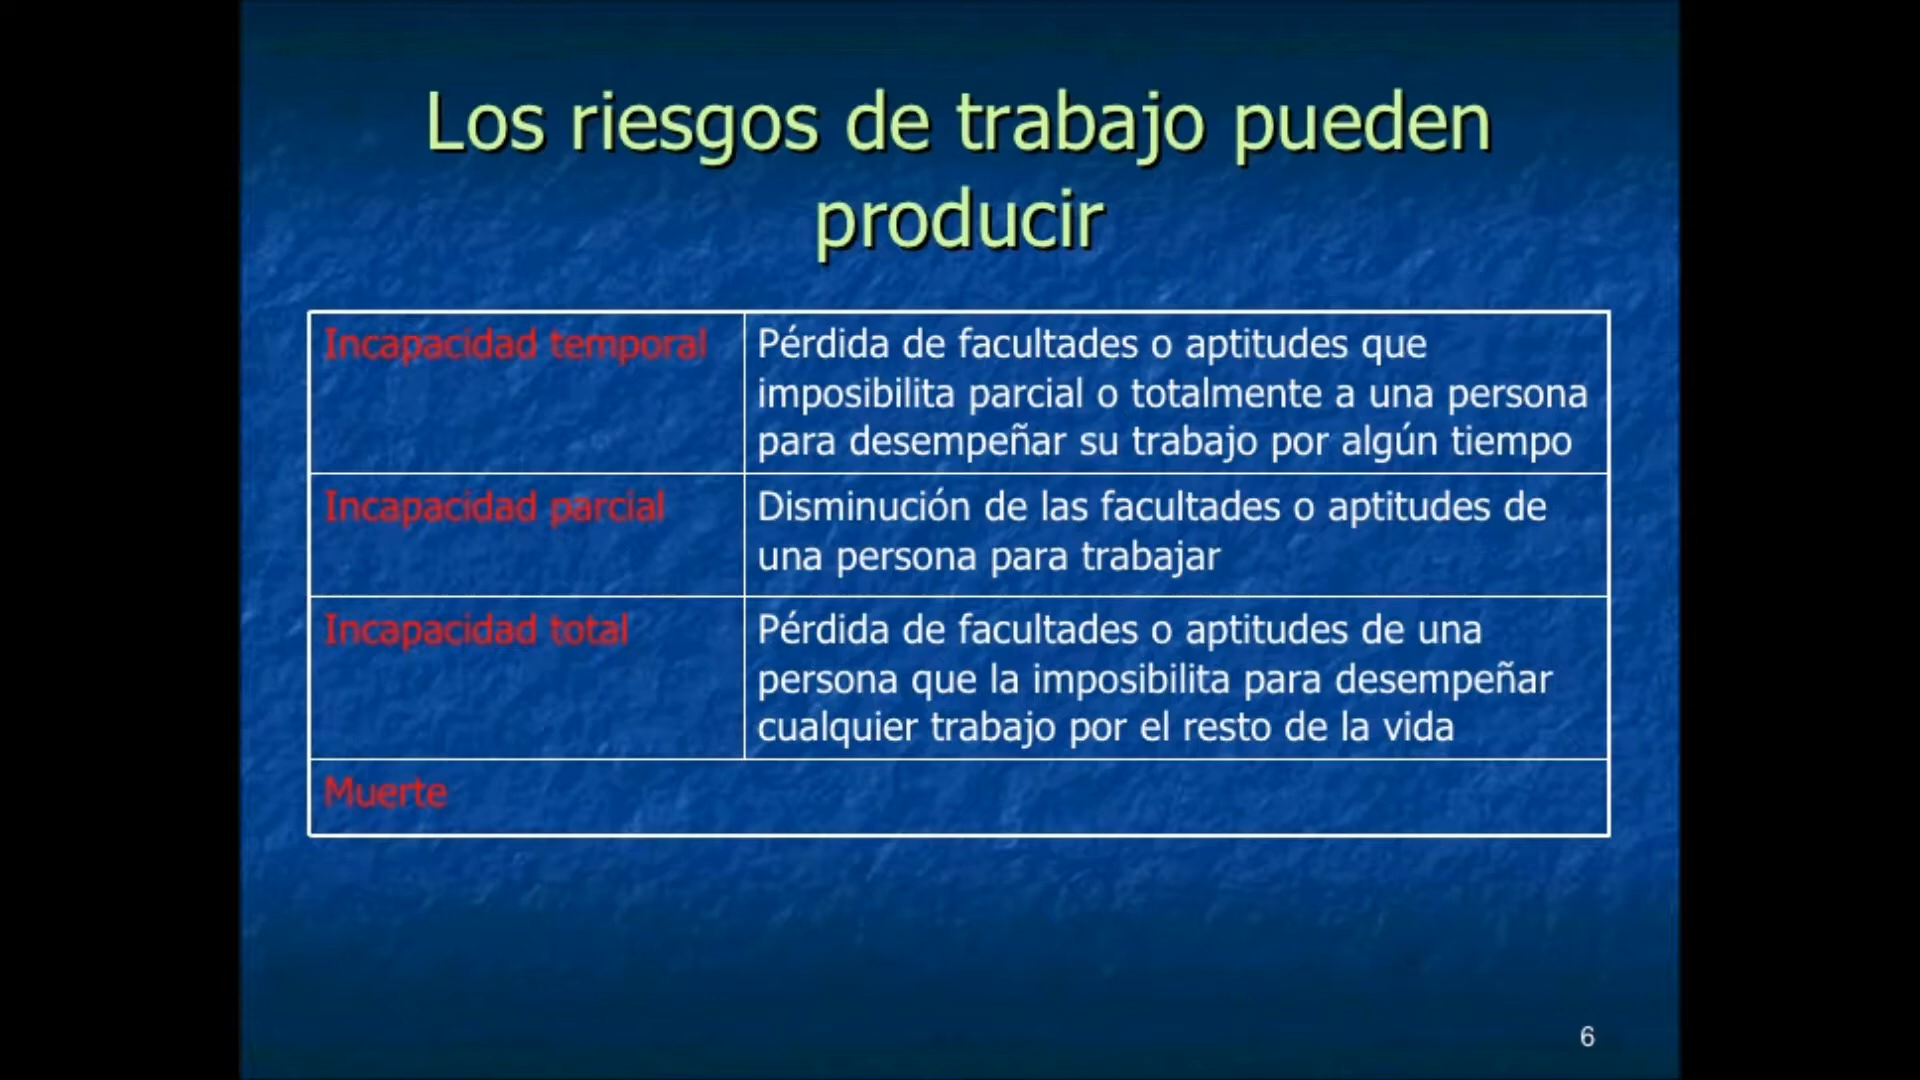 Los riesgos de trabajo pueden
producir
Incapacidad temporal
Pérdida de facultades o aptitudes que
imposibilita parcial o totalmente a una persona
para desempeñar su trabajo por algún tiempo
Incapacidad parcial
Disminución de las facultades o aptitudes de
una persona para trabajar
Incapacidad total
Pérdida de facultades o aptitudes de una
persona que la imposibilita para desempeñar
cualquier trabajo por el resto de la vida
Muerte
6